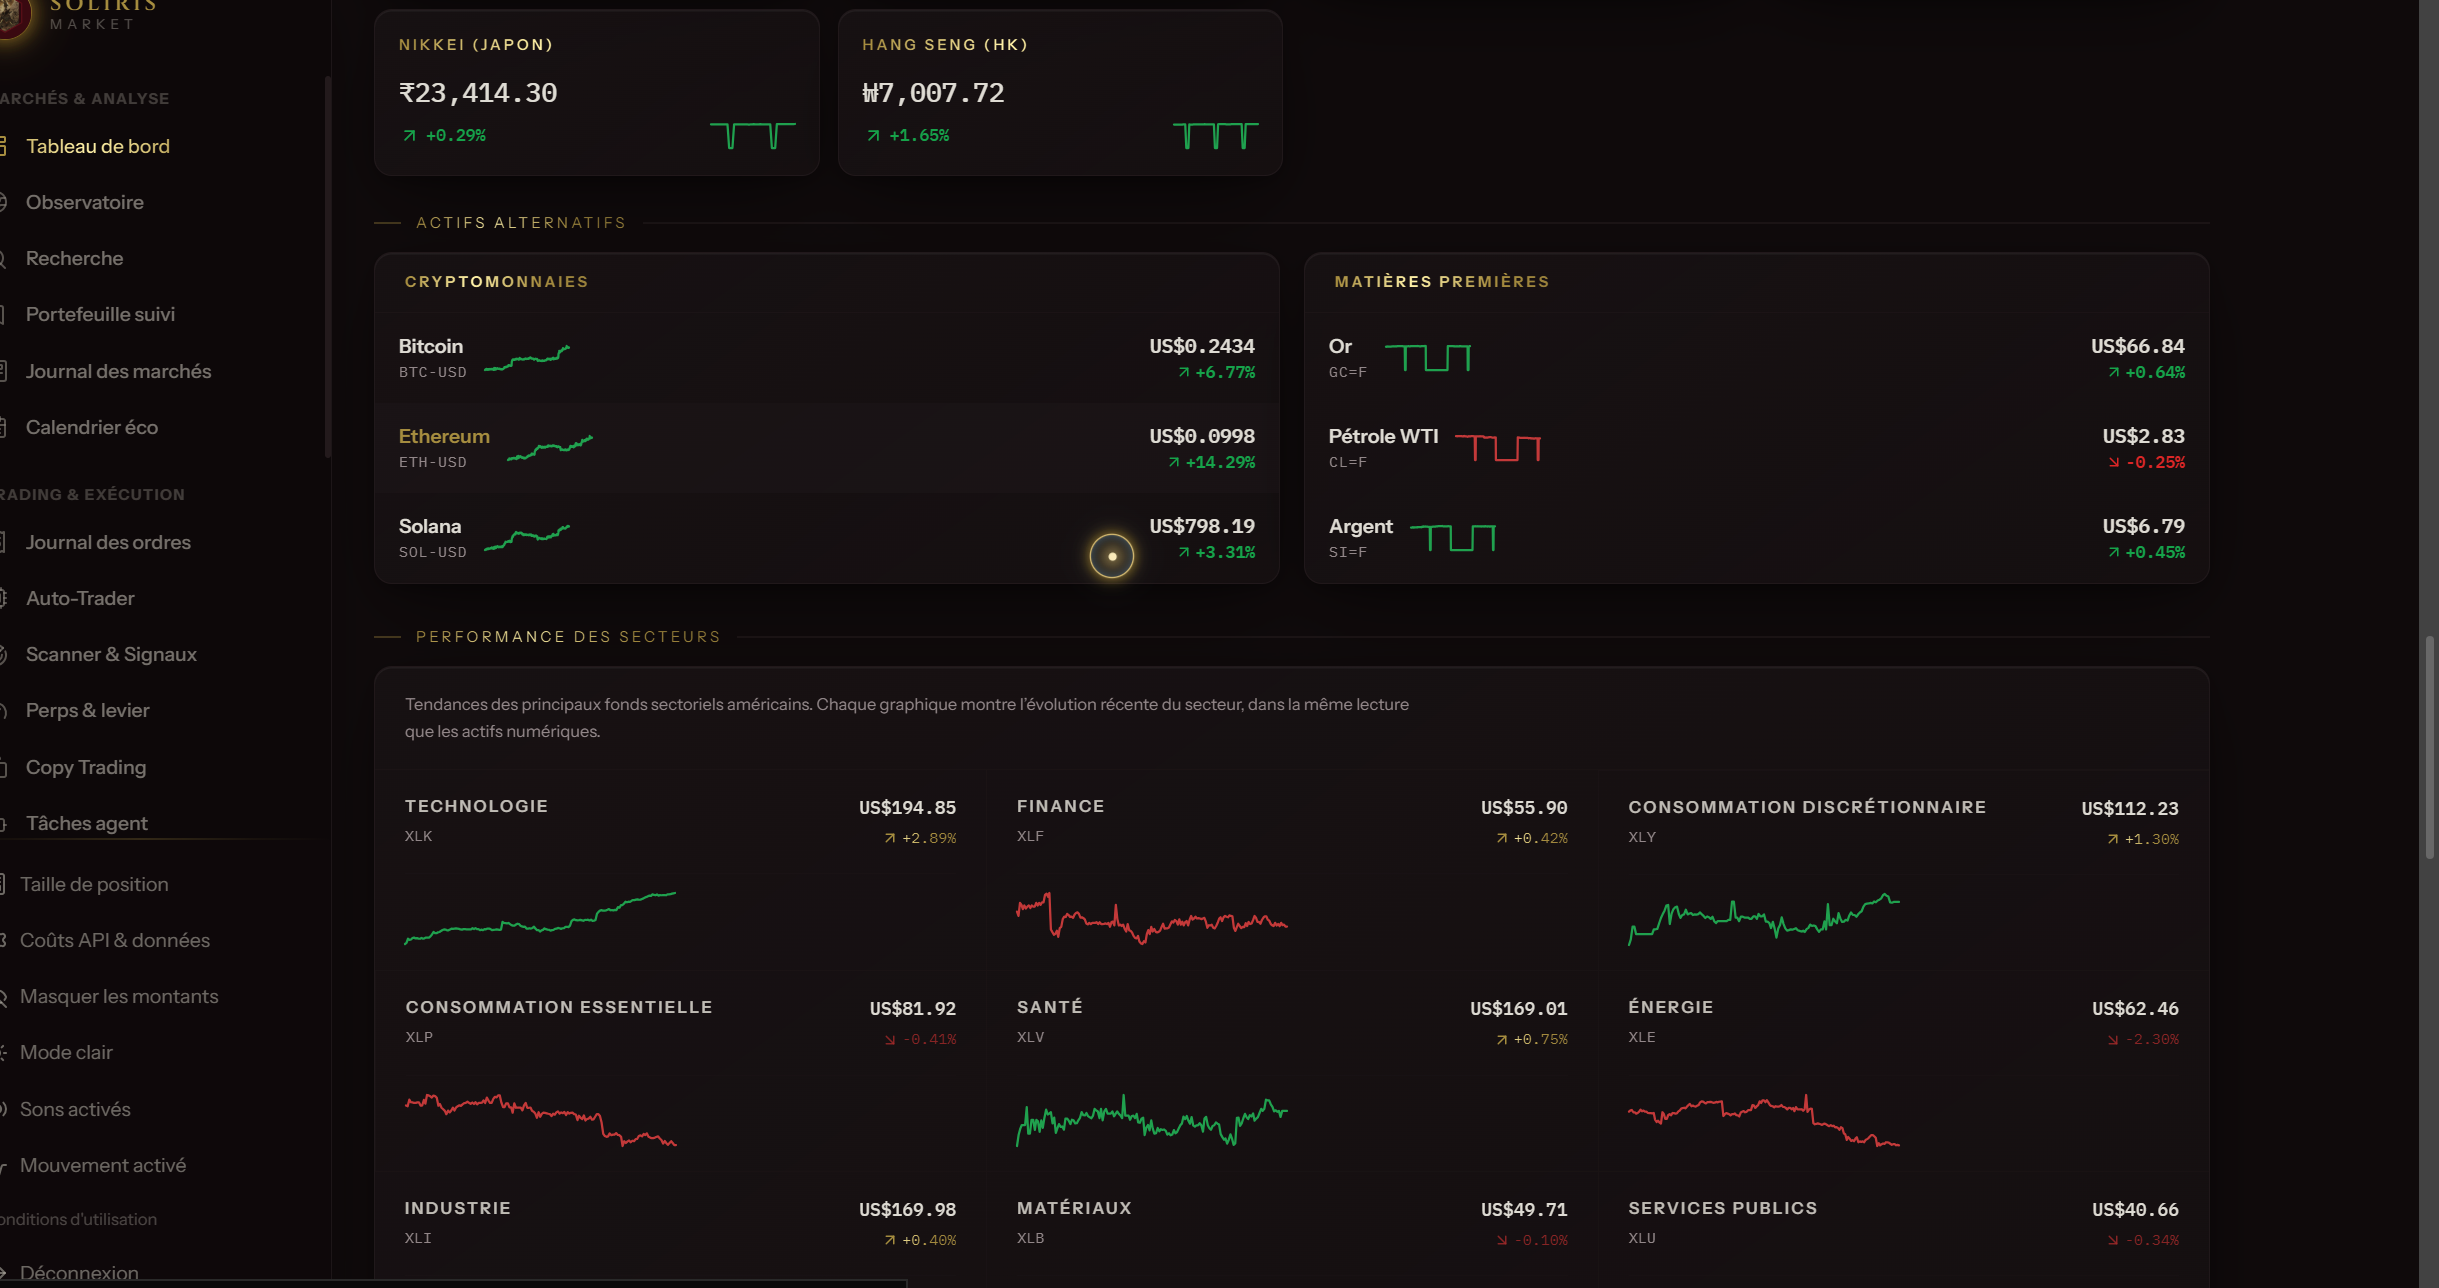 SOLIRIS
MARKET
ARCHÉS & ANALYSE
Tableau de bord
Observatoire
Recherche
Portefeuille suivi
Journal des marchés
Calendrier éco
RADING & EXÉCUTION
Journal des ordres
Auto-Trader
Scanner & Signaux
Perps & levier
Copy Trading
Tâches agent
Taille de position
Coûts API & données
Masquer les montants
Mode clair
Sons activés
Mouvement activé
onditions d'utilisation
Déconnexion
NIKKEI (JAPON)
₹23,414.30
+0.29%
HANG SENG (HK)
₩7,007.72
+1.65%
ACTIFS ALTERNATIFS
CRYPTOMONNAIES
Bitcoin
BTC-USD
US$0.2434
+6.77%
Ethereum
ETH-USD
US$0.0998
+14.29%
Solana
SOL-USD
US$798.19
+3.31%
MATIÈRES PREMIÈRES
Or
GC=F
US$66.84
+0.64%
Pétrole WTI
CL=F
US$2.83
-0.25%
Argent
SI=F
US$6.79
+0.45%
PERFORMANCE DES SECTEURS
Tendances des principaux fonds sectoriels américains. Chaque graphique montre l'évolution récente du secteur, dans la même lecture
que les actifs numériques.
TECHNOLOGIE
XLK
US$194.85
+2.89%
FINANCE
XLF
US$55.90
+0.42%
CONSOMMATION DISCRÉTIONNAIRE
XLY
US$112.23
+1.30%
CONSOMMATION ESSENTIELLE
XLP
US$81.92
-0.41%
SANTÉ
XLV
US$169.01
+0.75%
ÉNERGIE
XLE
US$62.46
-2.30%
INDUSTRIE
XLI
US$169.98
+0.40%
MATÉRIAUX
XLB
US$49.71
-0.10%
SERVICES PUBLICS
XLU
US$40.66
-0.34%